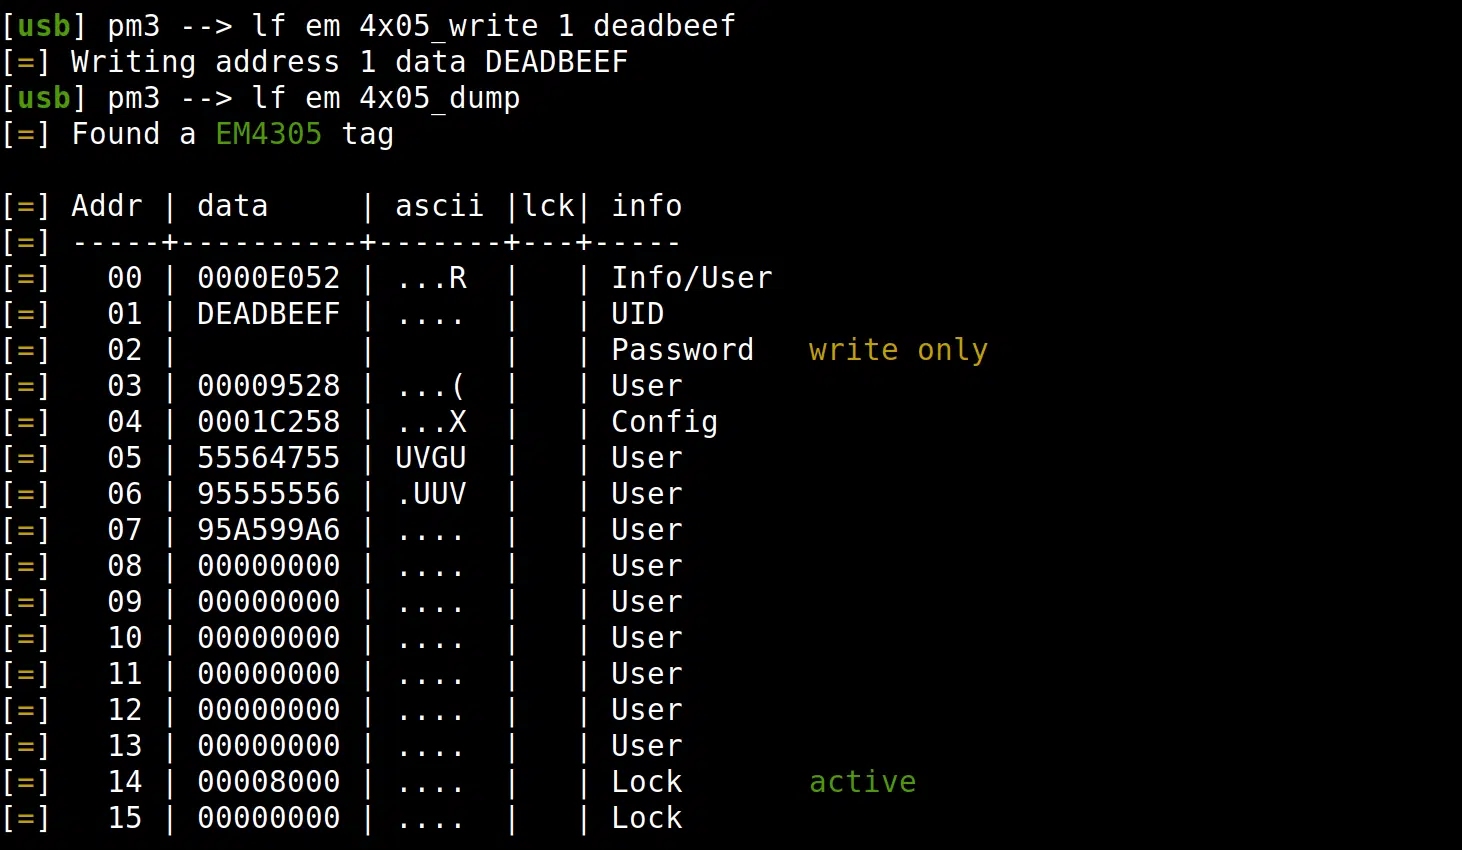 [usb] pm3 --> lf em 4x05_write 1 deadbeef
[=] Writing address 1 data DEADBEEF
[usb] pm3 --> lf em 4x05_dump
[=] Found a EM4305 tag
[=] Addr | data     | ascii |lck| info
[=] -----+----------+-------+---+-----
[=]   00 | 0000E052 | ...R  |   | Info/User
[=]   01 | DEADBEEF | ....  |   | UID
[=]   02 |          |       |   | Password   write only
[=]   03 | 00009528 | ...(  |   | User
[=]   04 | 0001C258 | ...X  |   | Config
[=]   05 | 55564755 | UVGU  |   | User
[=]   06 | 95555556 | .UUV  |   | User
[=]   07 | 95A599A6 | ....  |   | User
[=]   08 | 00000000 | ....  |   | User
[=]   09 | 00000000 | ....  |   | User
[=]   10 | 00000000 | ....  |   | User
[=]   11 | 00000000 | ....  |   | User
[=]   12 | 00000000 | ....  |   | User
[=]   13 | 00000000 | ....  |   | User
[=]   14 | 00008000 | ....  |   | Lock       active
[=]   15 | 00000000 | ....  |   | Lock